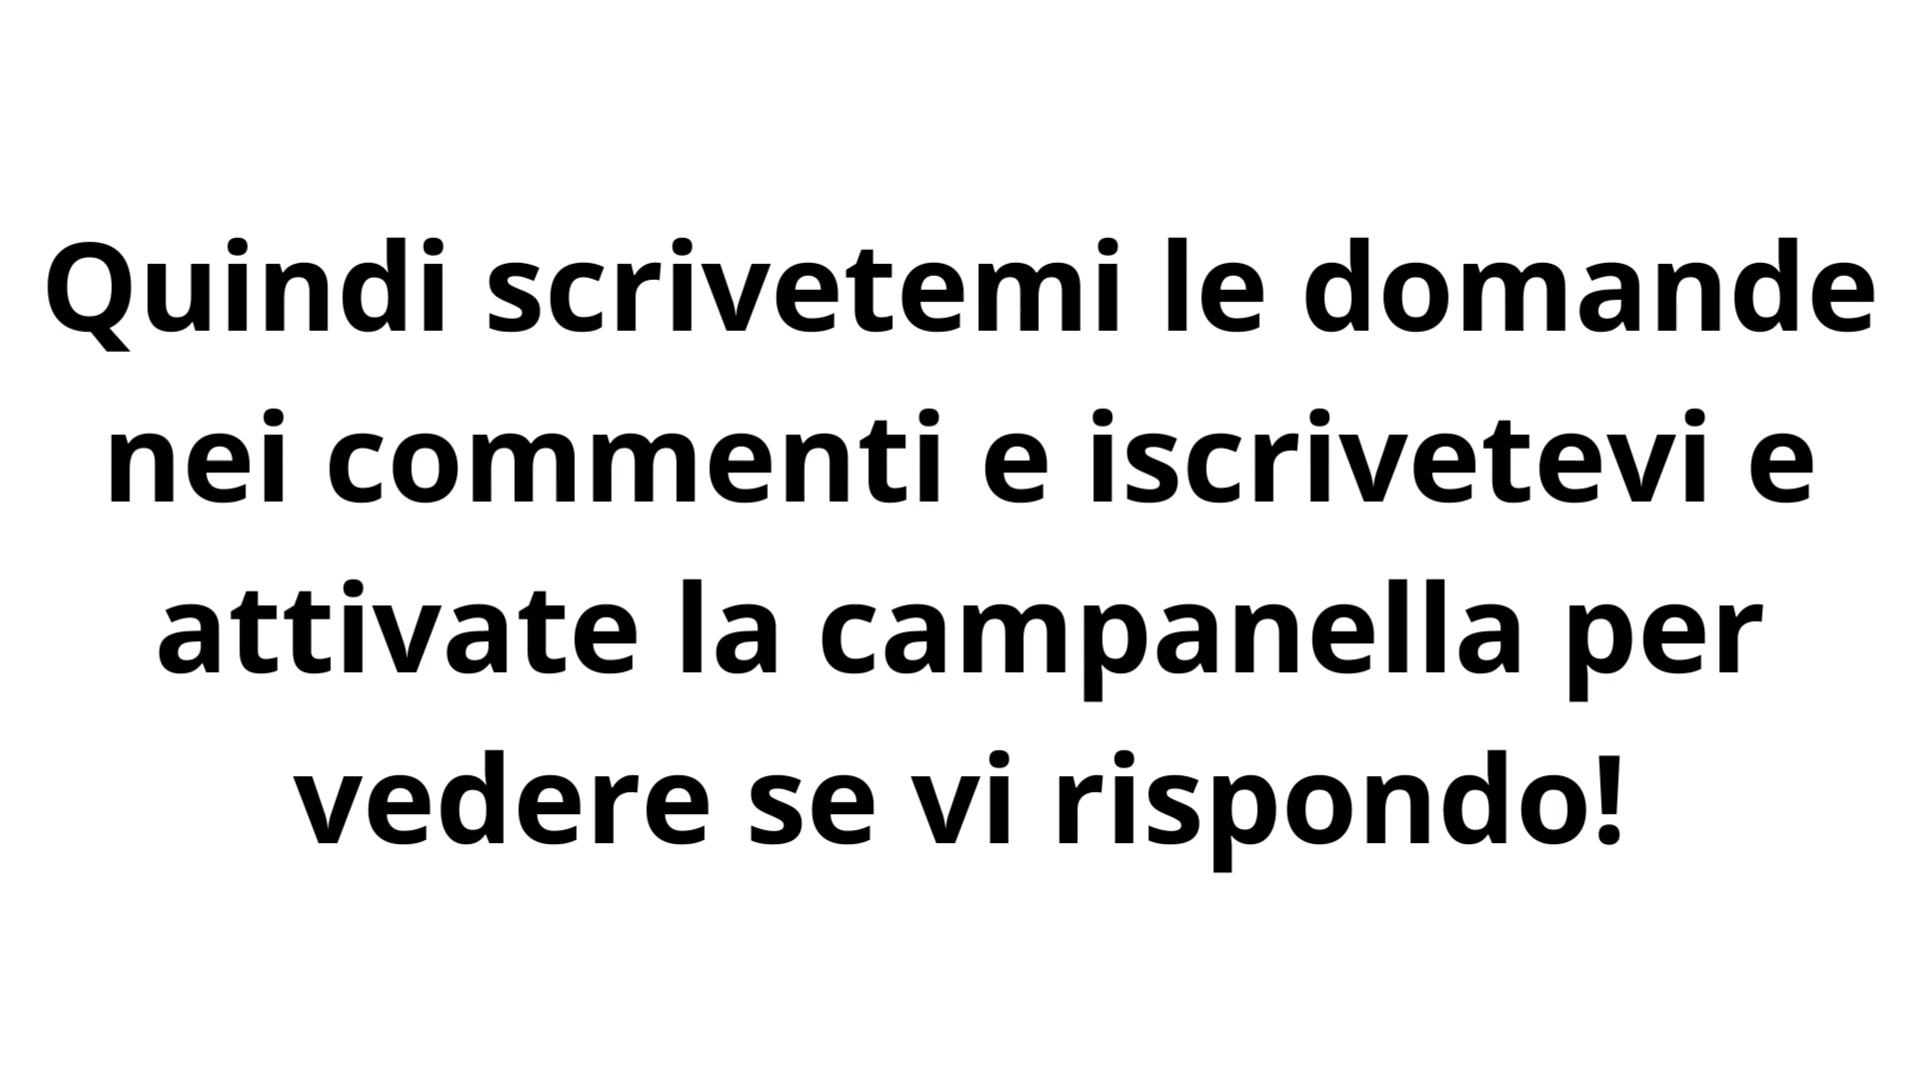 Quindi scrivetemi le domande
nei commenti e iscrivetevi e
attivate la campanella per
vedere se vi rispondo!